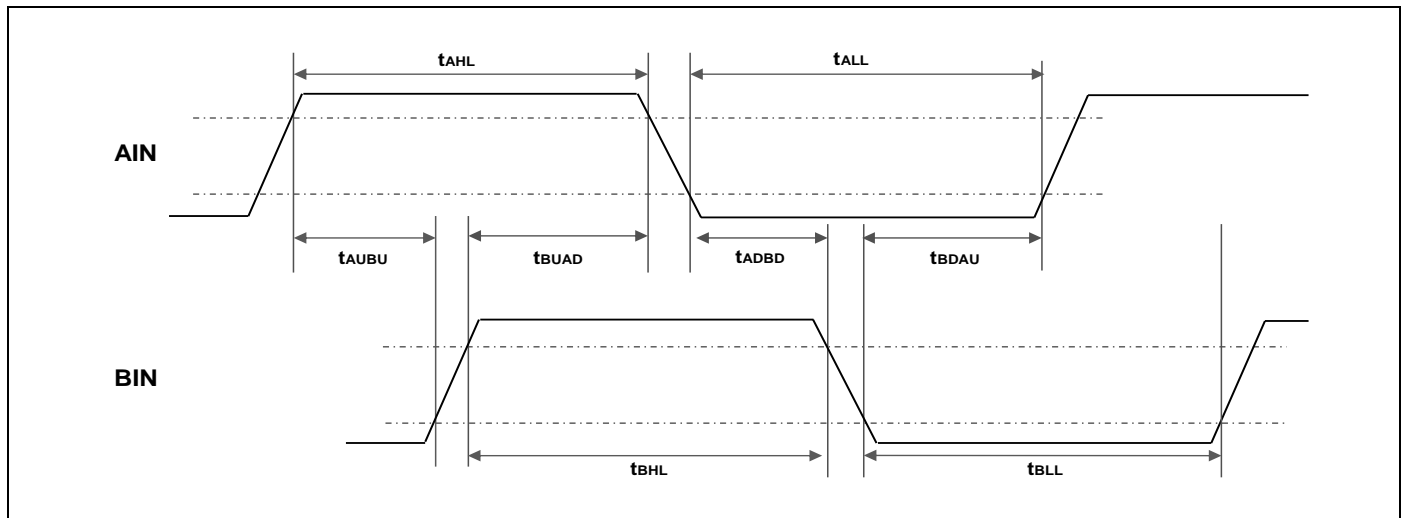 tAHL tALL
AIN
tAUBU tBUAD tADBD tBDAU
BIN
tBHL tBLL